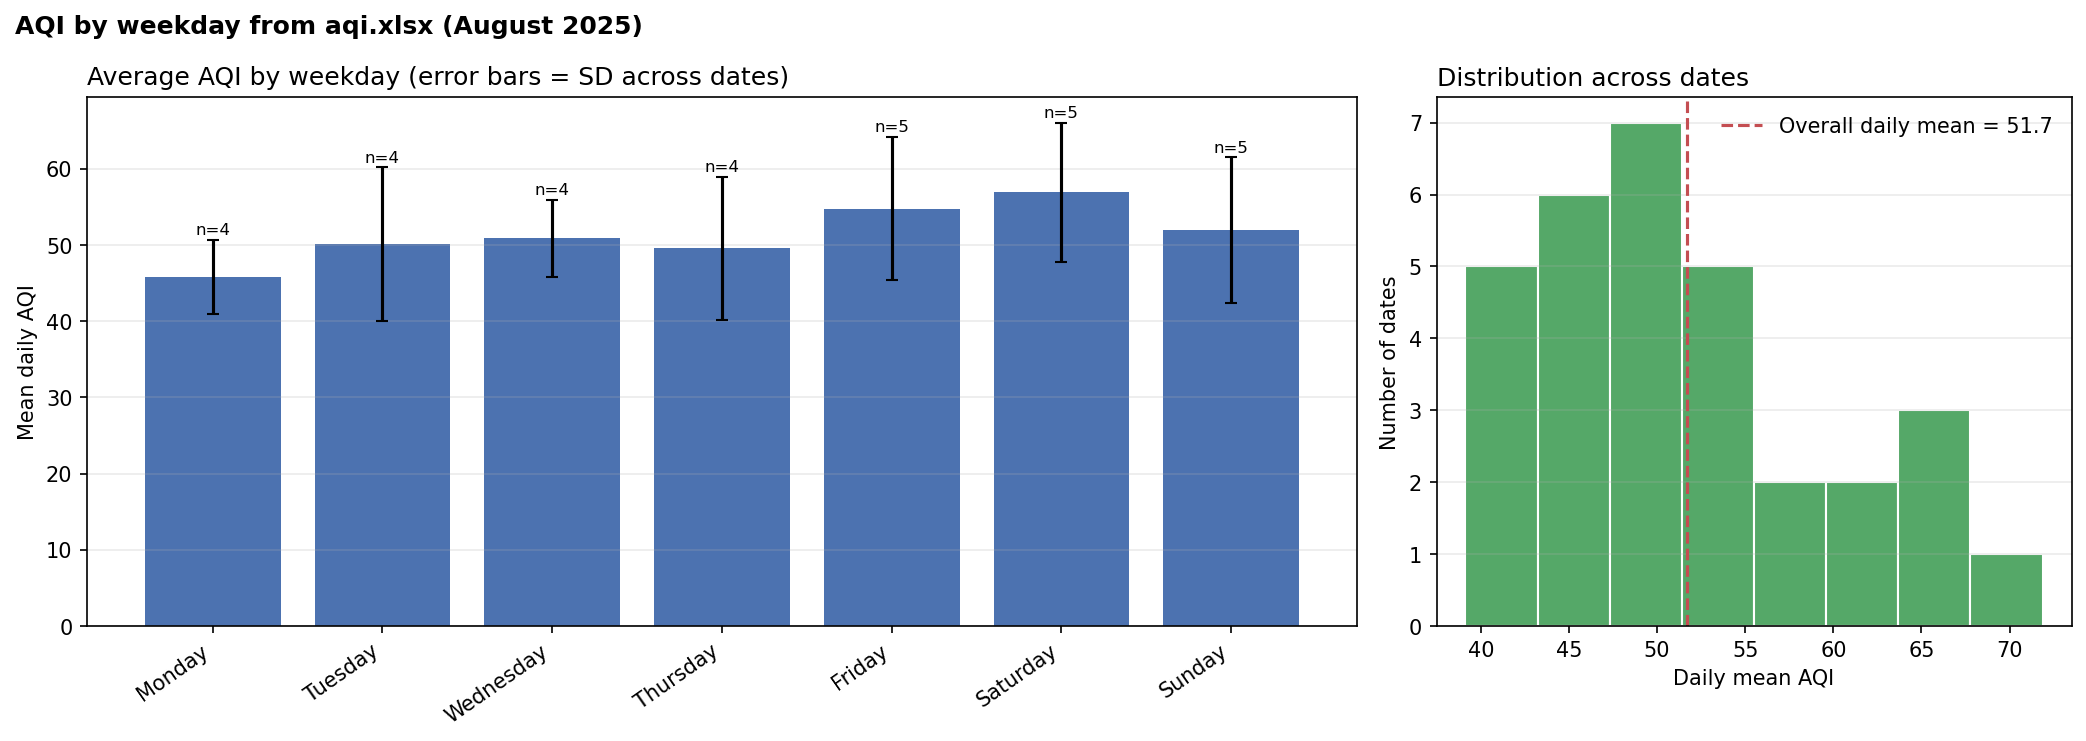 AQI by weekday from aqi.xlsx (August 2025)
Average AQI by weekday (error bars = SD across dates)
Mean daily AQI
60
50
40
30
20
10
0
n=4
n=4
n=4
n=4
n=5
n=5
n=5
Monday
Tuesday
Wednesday
Thursday
Friday
Saturday
Sunday
Distribution across dates
Overall daily mean = 51.7
Number of dates
7
6
5
4
3
2
1
0
40 45 50 55 60 65 70
Daily mean AQI